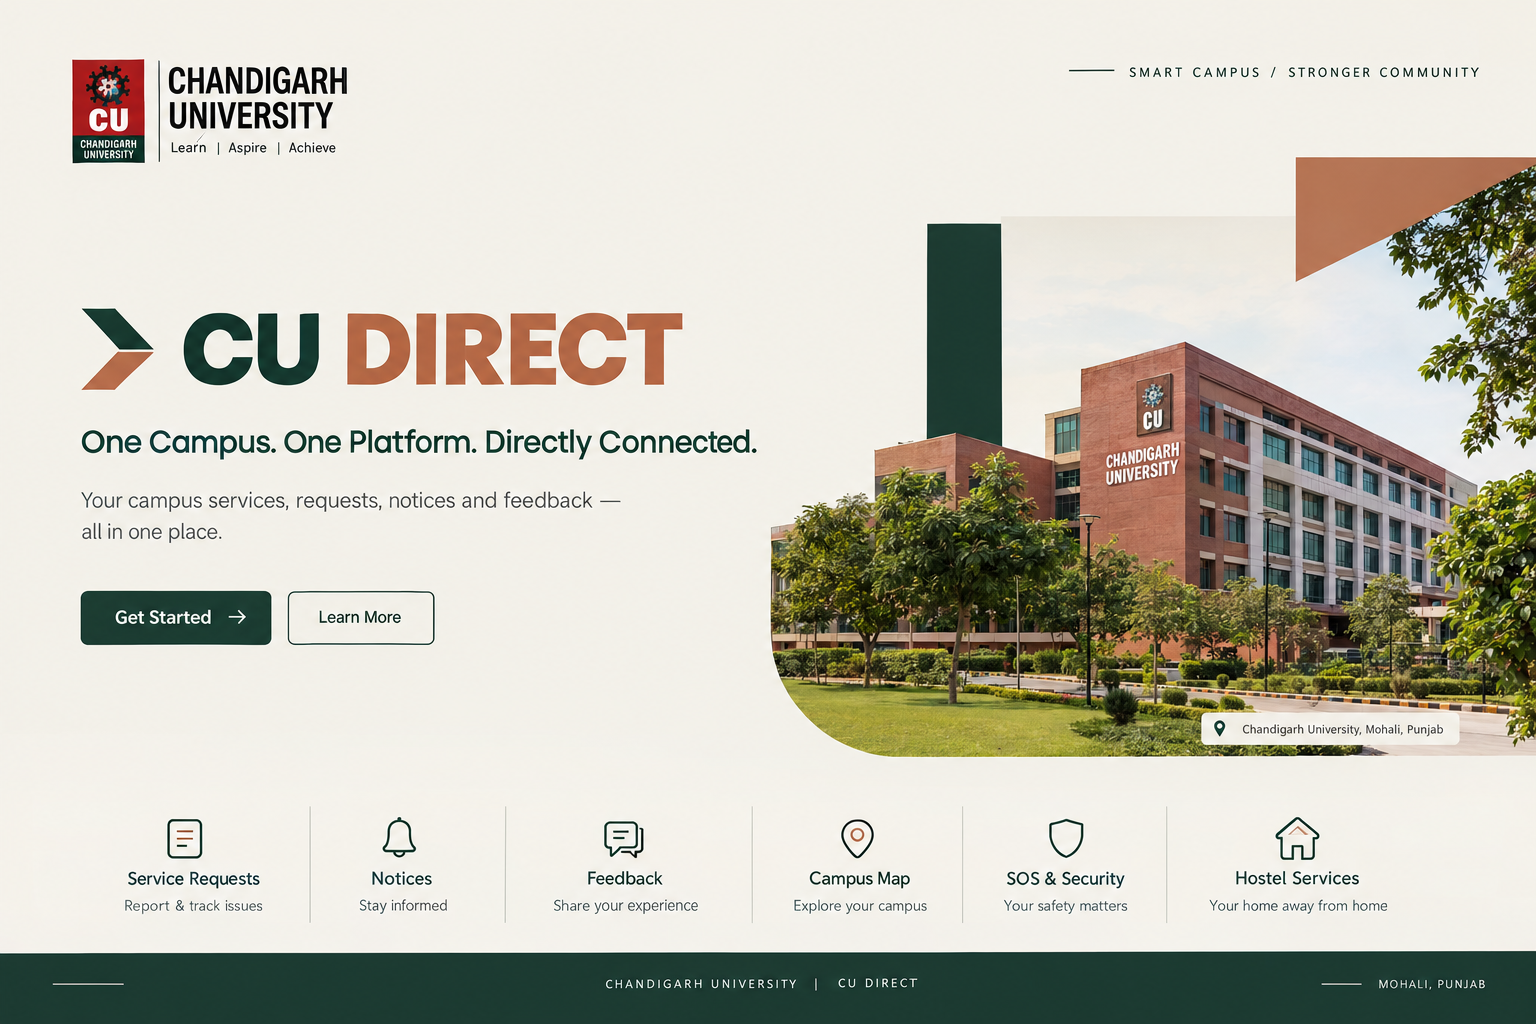 CU
CHANDIGARH
UNIVERSITY
CHANDIGARH
UNIVERSITY
Learn | Aspire | Achieve
SMART CAMPUS / STRONGER COMMUNITY
CU DIRECT
One Campus. One Platform. Directly Connected.
Your campus services, requests, notices and feedback —
all in one place.
Get Started →
Learn More
CU
CHANDIGARH
UNIVERSITY
Chandigarh University, Mohali, Punjab
Service Requests
Report & track issues
Notices
Stay informed
Feedback
Share your experience
Campus Map
Explore your campus
SOS & Security
Your safety matters
Hostel Services
Your home away from home
CHANDIGARH UNIVERSITY | CU DIRECT
MOHALI, PUNJAB